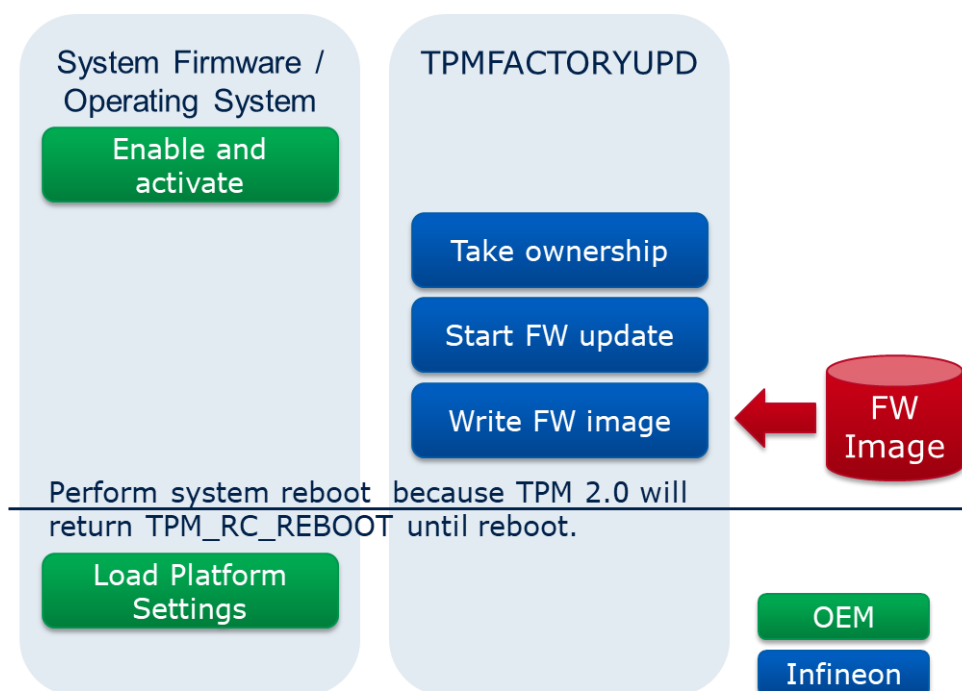 System Firmware /
Operating System
TPMFACTORYUPD
Enable and
activate
Take ownership
Start FW update
Write FW image
FW
Image
Perform system reboot because TPM 2.0 will
return TPM_RC_REBOOT until reboot.
Load Platform
Settings
OEM
Infineon